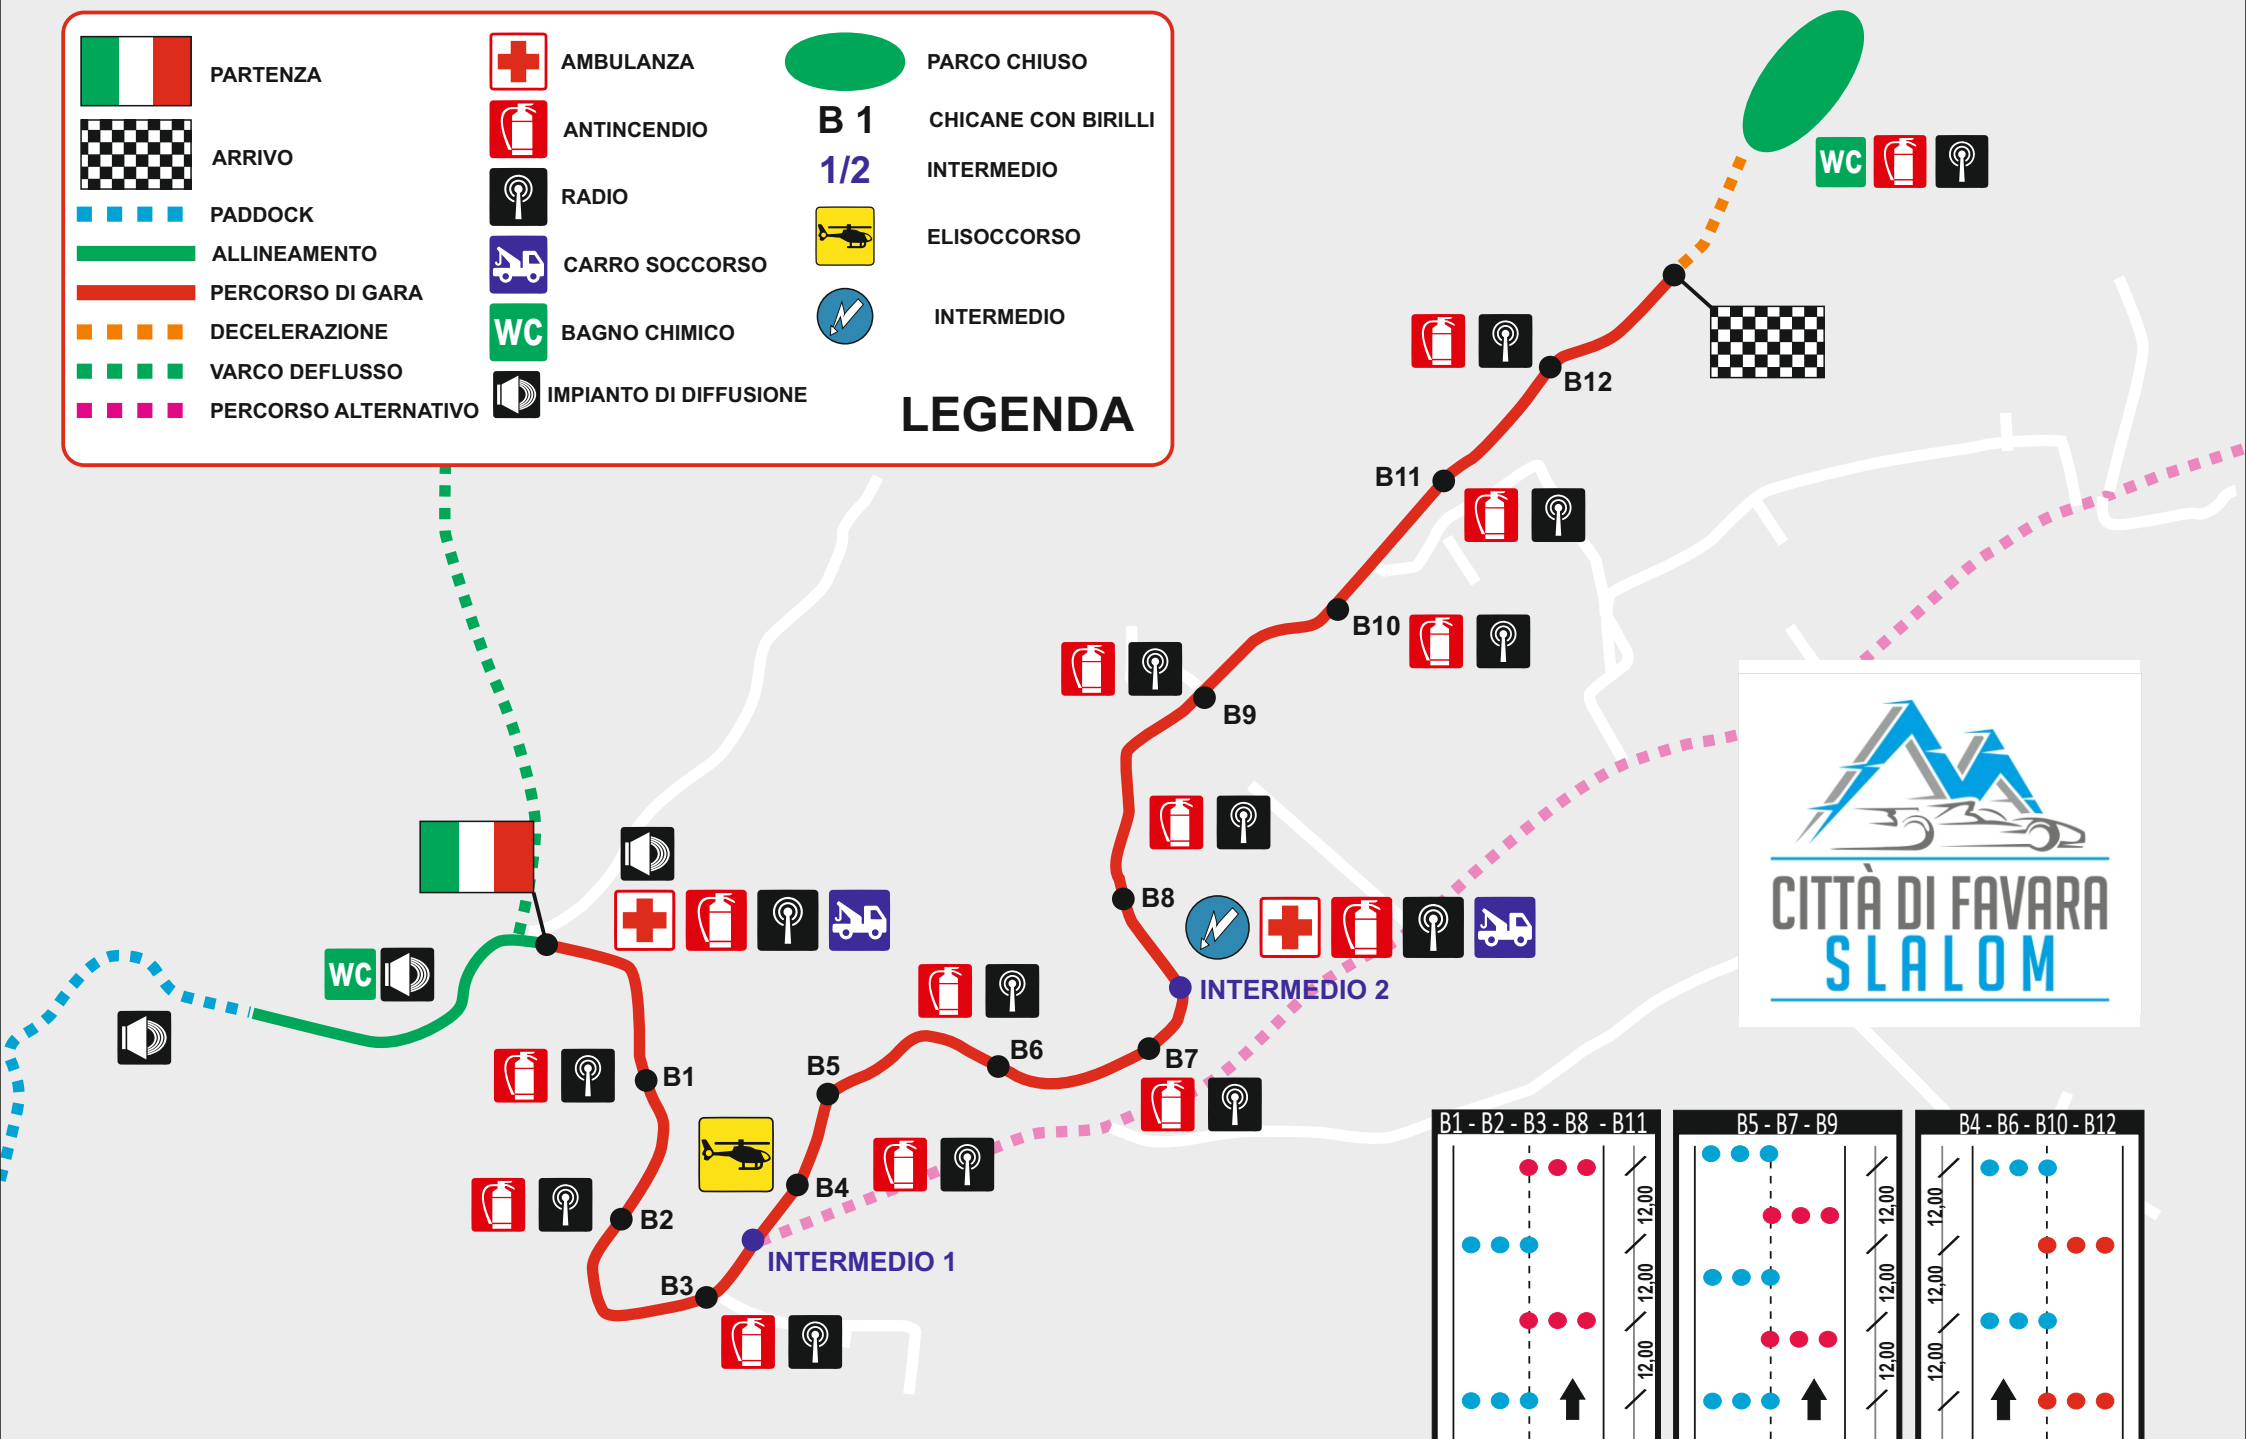 PARTENZA
ARRIVO
PADDOCK
ALLINEAMENTO
PERCORSO DI GARA
DECELERAZIONE
VARCO DEFLUSSO
PERCORSO ALTERNATIVO
AMBULANZA
ANTINCENDIO
RADIO
CARRO SOCCORSO
WC BAGNO CHIMICO
IMPIANTO DI DIFFUSIONE
PARCO CHIUSO
B 1 CHICANE CON BIRILLI
1/2 INTERMEDIO
ELISOCCORSO
INTERMEDIO
LEGENDA
WC
B12
B11
B10
B9
B8
INTERMEDIO 2
WC
B7
B6
B5
B1
B4
B2
INTERMEDIO 1
B3
CITTÀ DI FAVARA
SLALOM
B1 - B2 - B3 - B8 - B11
12,00
12,00
12,00
B5 - B7 - B9
12,00
12,00
12,00
B4 - B6 - B10 - B12
12,00
12,00
12,00